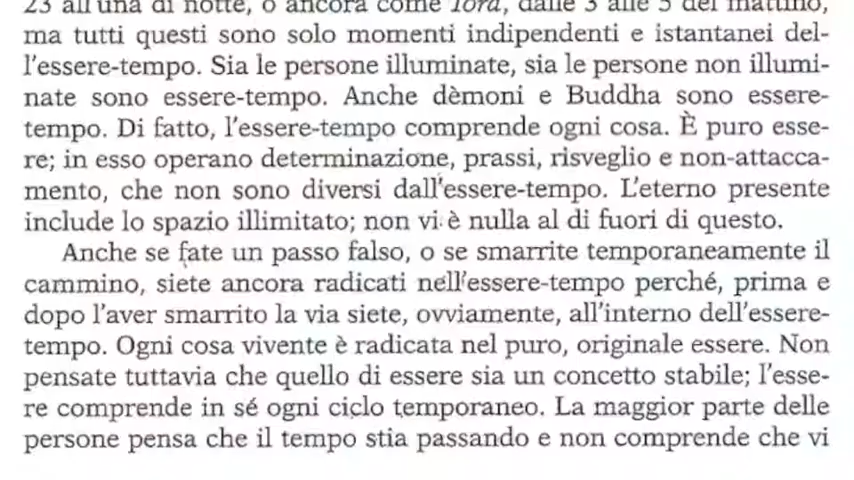 23 all'una di notte, o ancora come Tora, dalle 3 alle 5 del mattino,
ma tutti questi sono solo momenti indipendenti e istantanei del-
l'essere-tempo. Sia le persone illuminate, sia le persone non illumi-
nate sono essere-tempo. Anche dèmoni e Buddha sono essere-
tempo. Di fatto, l'essere-tempo comprende ogni cosa. È puro esse-
re; in esso operano determinazione, prassi, risveglio e non-attacca-
mento, che non sono diversi dall'essere-tempo. L'eterno presente
include lo spazio illimitato; non vi è nulla al di fuori di questo.
Anche se fate un passo falso, o se smarrite temporaneamente il
cammino, siete ancora radicati nell'essere-tempo perché, prima e
dopo l'aver smarrito la via siete, ovviamente, all'interno dell'essere-
tempo. Ogni cosa vivente è radicata nel puro, originale essere. Non
pensate tuttavia che quello di essere sia un concetto stabile; l'esse-
re comprende in sé ogni ciclo temporaneo. La maggior parte delle
persone pensa che il tempo stia passando e non comprende che vi